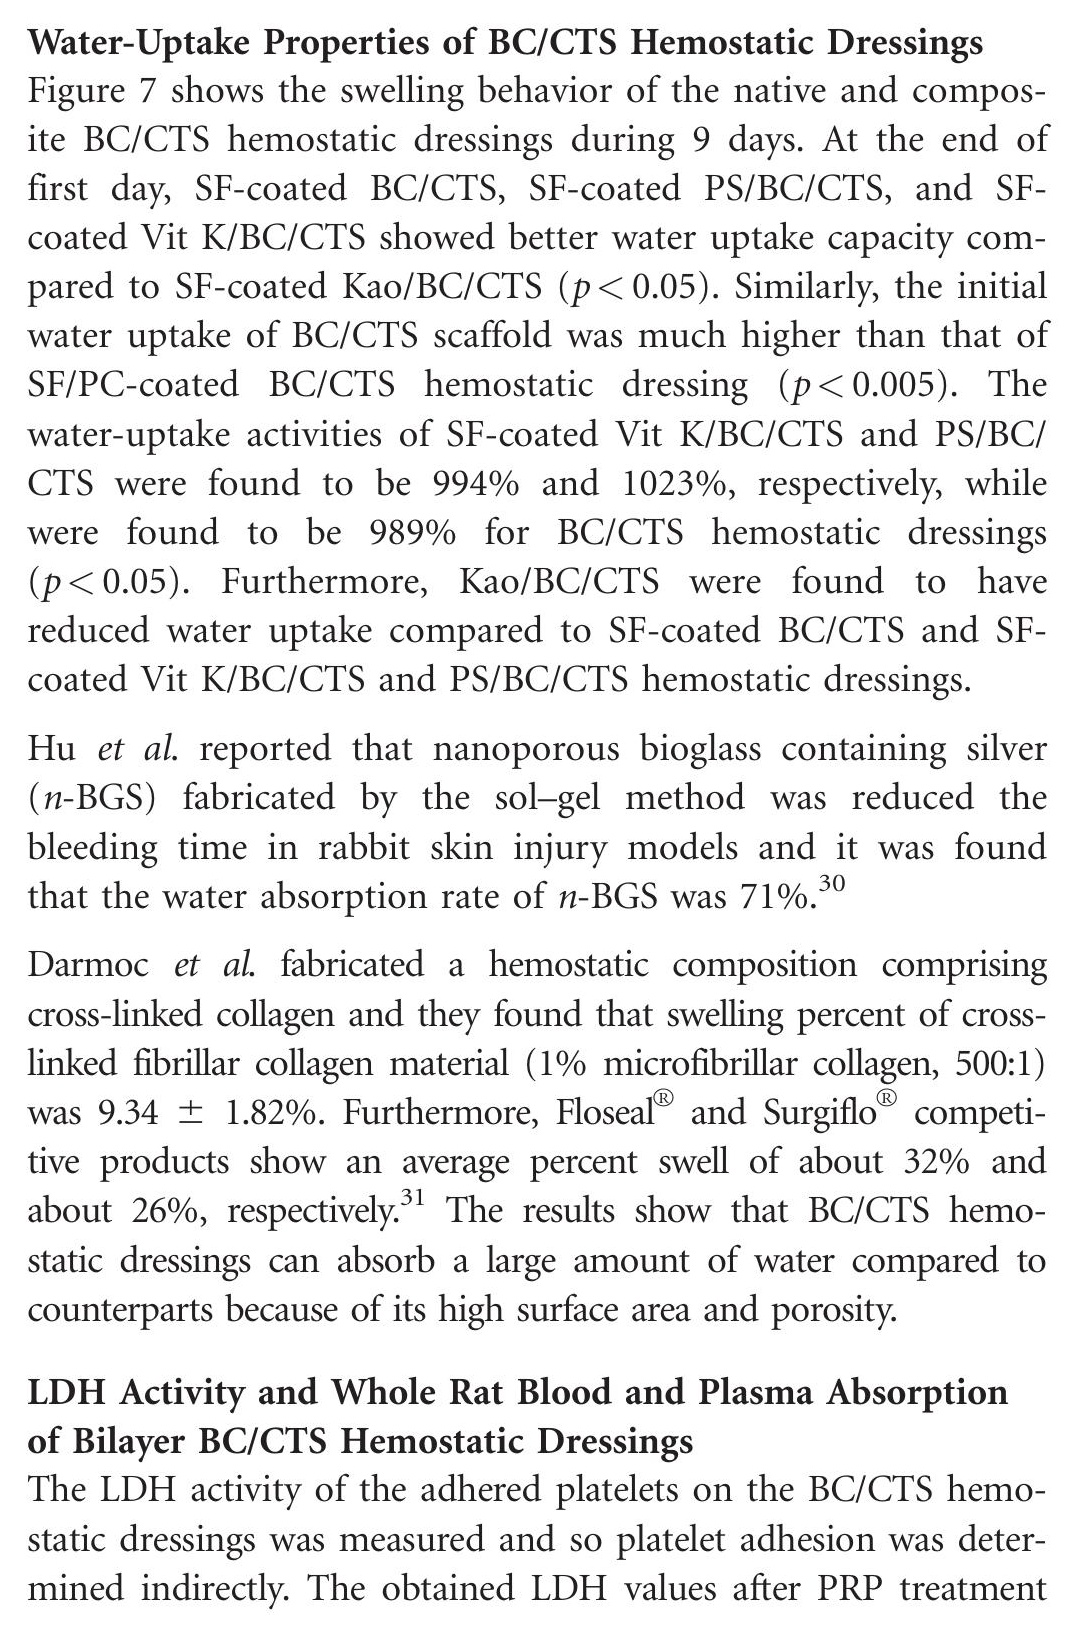 Water-Uptake Properties of BC/CTS Hemostatic Dressings
Figure 7 shows the swelling behavior of the native and compos-
ite BC/CTS hemostatic dressings during 9 days. At the end of
first day, SF-coated BC/CTS, SF-coated PS/BC/CTS, and SF-
coated Vit K/BC/CTS showed better water uptake capacity com-
pared to SF-coated Kao/BC/CTS (p < 0.05). Similarly, the initial
water uptake of BC/CTS scaffold was much higher than that of
SF/PC-coated BC/CTS hemostatic dressing (p < 0.005). The
water-uptake activities of SF-coated Vit K/BC/CTS and PS/BC/
CTS were found to be 994% and 1023%, respectively, while
were found to be 989% for BC/CTS hemostatic dressings
(p < 0.05). Furthermore, Kao/BC/CTS were found to have
reduced water uptake compared to SF-coated BC/CTS and SF-
coated Vit K/BC/CTS and PS/BC/CTS hemostatic dressings.
Hu et al. reported that nanoporous bioglass containing silver
(n-BGS) fabricated by the sol–gel method was reduced the
bleeding time in rabbit skin injury models and it was found
that the water absorption rate of n-BGS was 71%.30
Darmoc et al. fabricated a hemostatic composition comprising
cross-linked collagen and they found that swelling percent of cross-
linked fibrillar collagen material (1% microfibrillar collagen, 500:1)
was 9.34 ± 1.82%. Furthermore, Floseal® and Surgiflo® competi-
tive products show an average percent swell of about 32% and
about 26%, respectively.31 The results show that BC/CTS hemo-
static dressings can absorb a large amount of water compared to
counterparts because of its high surface area and porosity.
LDH Activity and Whole Rat Blood and Plasma Absorption
of Bilayer BC/CTS Hemostatic Dressings
The LDH activity of the adhered platelets on the BC/CTS hemo-
static dressings was measured and so platelet adhesion was deter-
mined indirectly. The obtained LDH values after PRP treatment